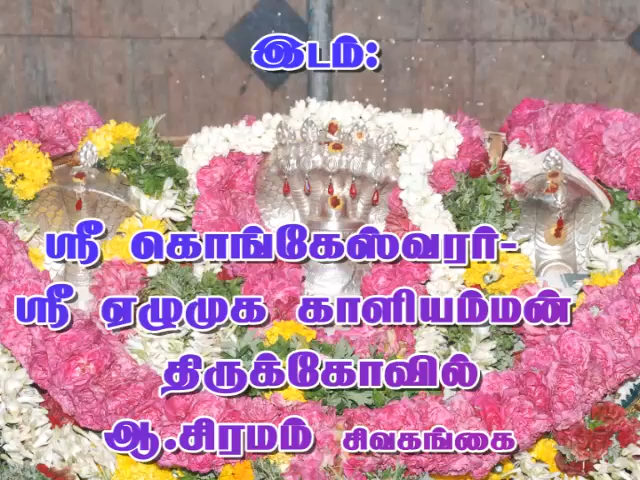 இடம்:
ஸ்ரீ கொங்கேஸ்வரர்-
ஸ்ரீ ஏழுமுக காளியம்மன்
திருக்கோவில்
ஆ.சிரமம் சிவகங்கை